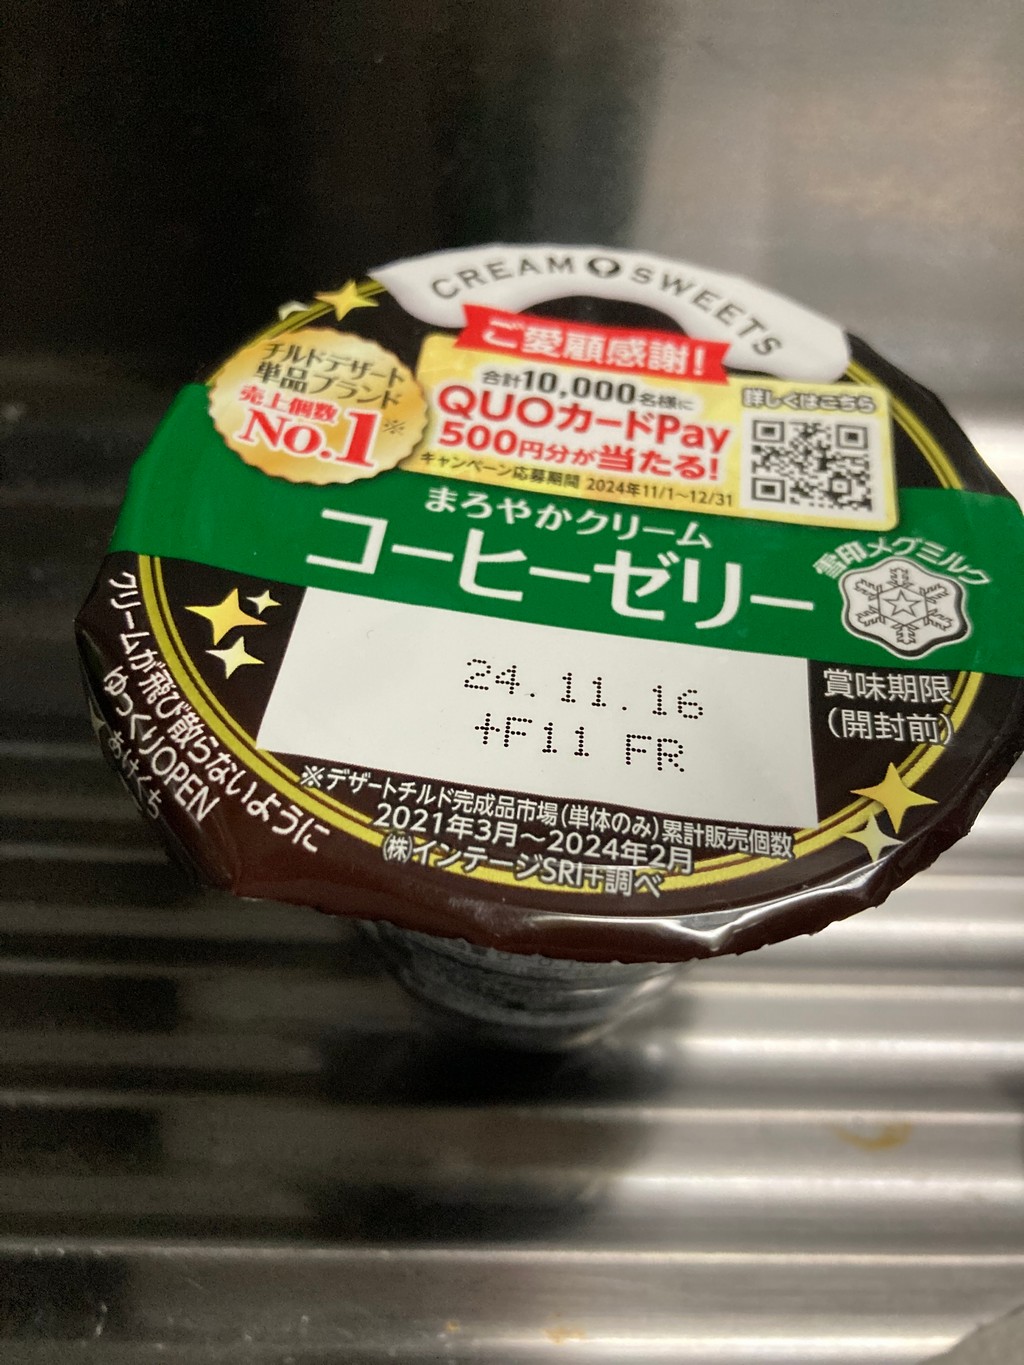 CREAM SWEETS
ご愛顧感謝!
チルドデザート
単品ブランド
売上個数
No.1※
合計10,000名様に
QUOカードPay
500円分が当たる!
キャンペーン応募期間 2024年11/1~12/31
詳しくはこちら
まろやかクリーム
コーヒーゼリー
雪印メグミルク
24.11.16
+F11 FR
賞味期限
(開封前)
※デザートチルド完成品市場(単体のみ)累計販売個数
2021年3月~2024年2月
(株)インテージSRI+調べ
クリームが飛び散らないように
ゆっくりOPEN
あけくち